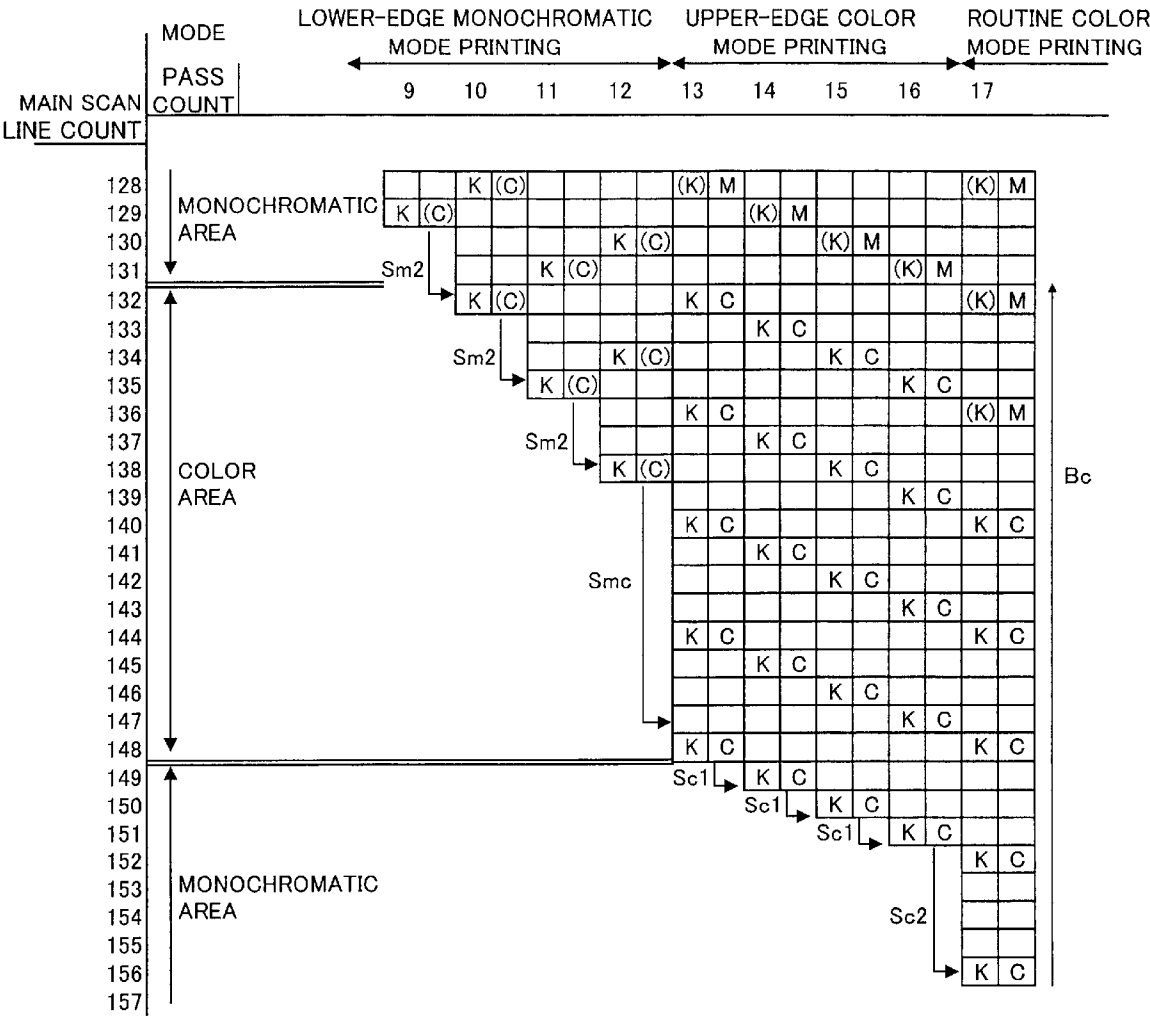 LOWER-EDGE MONOCHROMATIC MODE PRINTING
UPPER-EDGE COLOR MODE PRINTING
ROUTINE COLOR MODE PRINTING
MODE
PASS COUNT 9 10 11 12 13 14 15 16 17
MAIN SCAN LINE COUNT
128 K (C) (K) M (K) M
MONOCHROMATIC AREA
129 K (C) (K) M
130 K (C) (K) M
131 Sm2 K (C) (K) M
132 K (C) K C (K) M
133 K C
134 Sm2 K (C) K C
135 K (C) K C
136 K C (K) M
137 Sm2 K C
138 COLOR AREA K (C) K C
Bc
139 K C
140 K C K C
141 K C
142 Smc K C
143 K C
144 K C K C
145 K C
146 K C
147 K C
148 K C K C
149 Sc1 K C
150 Sc1 K C
151 Sc1 K C
152 K C
153 MONOCHROMATIC AREA
154 Sc2
155
156 K C
157